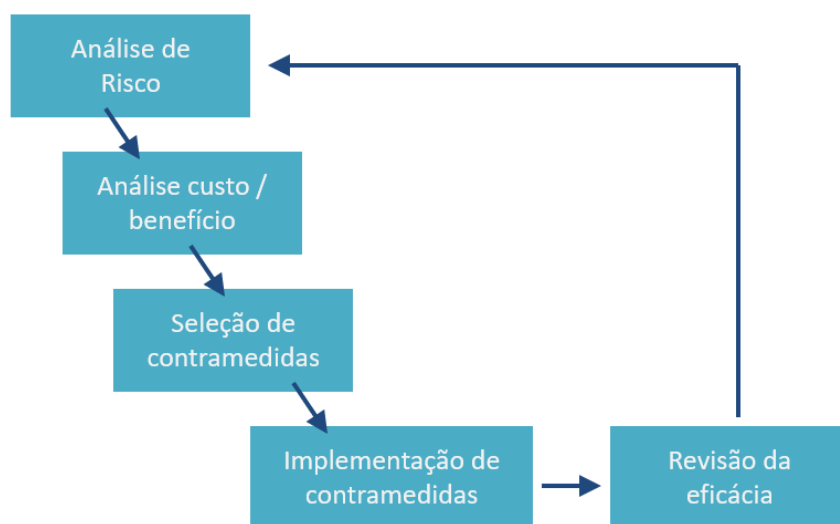 Análise de
Risco
Análise custo /
benefício
Seleção de
contramedidas
Implementação de
contramedidas
Revisão da
eficácia